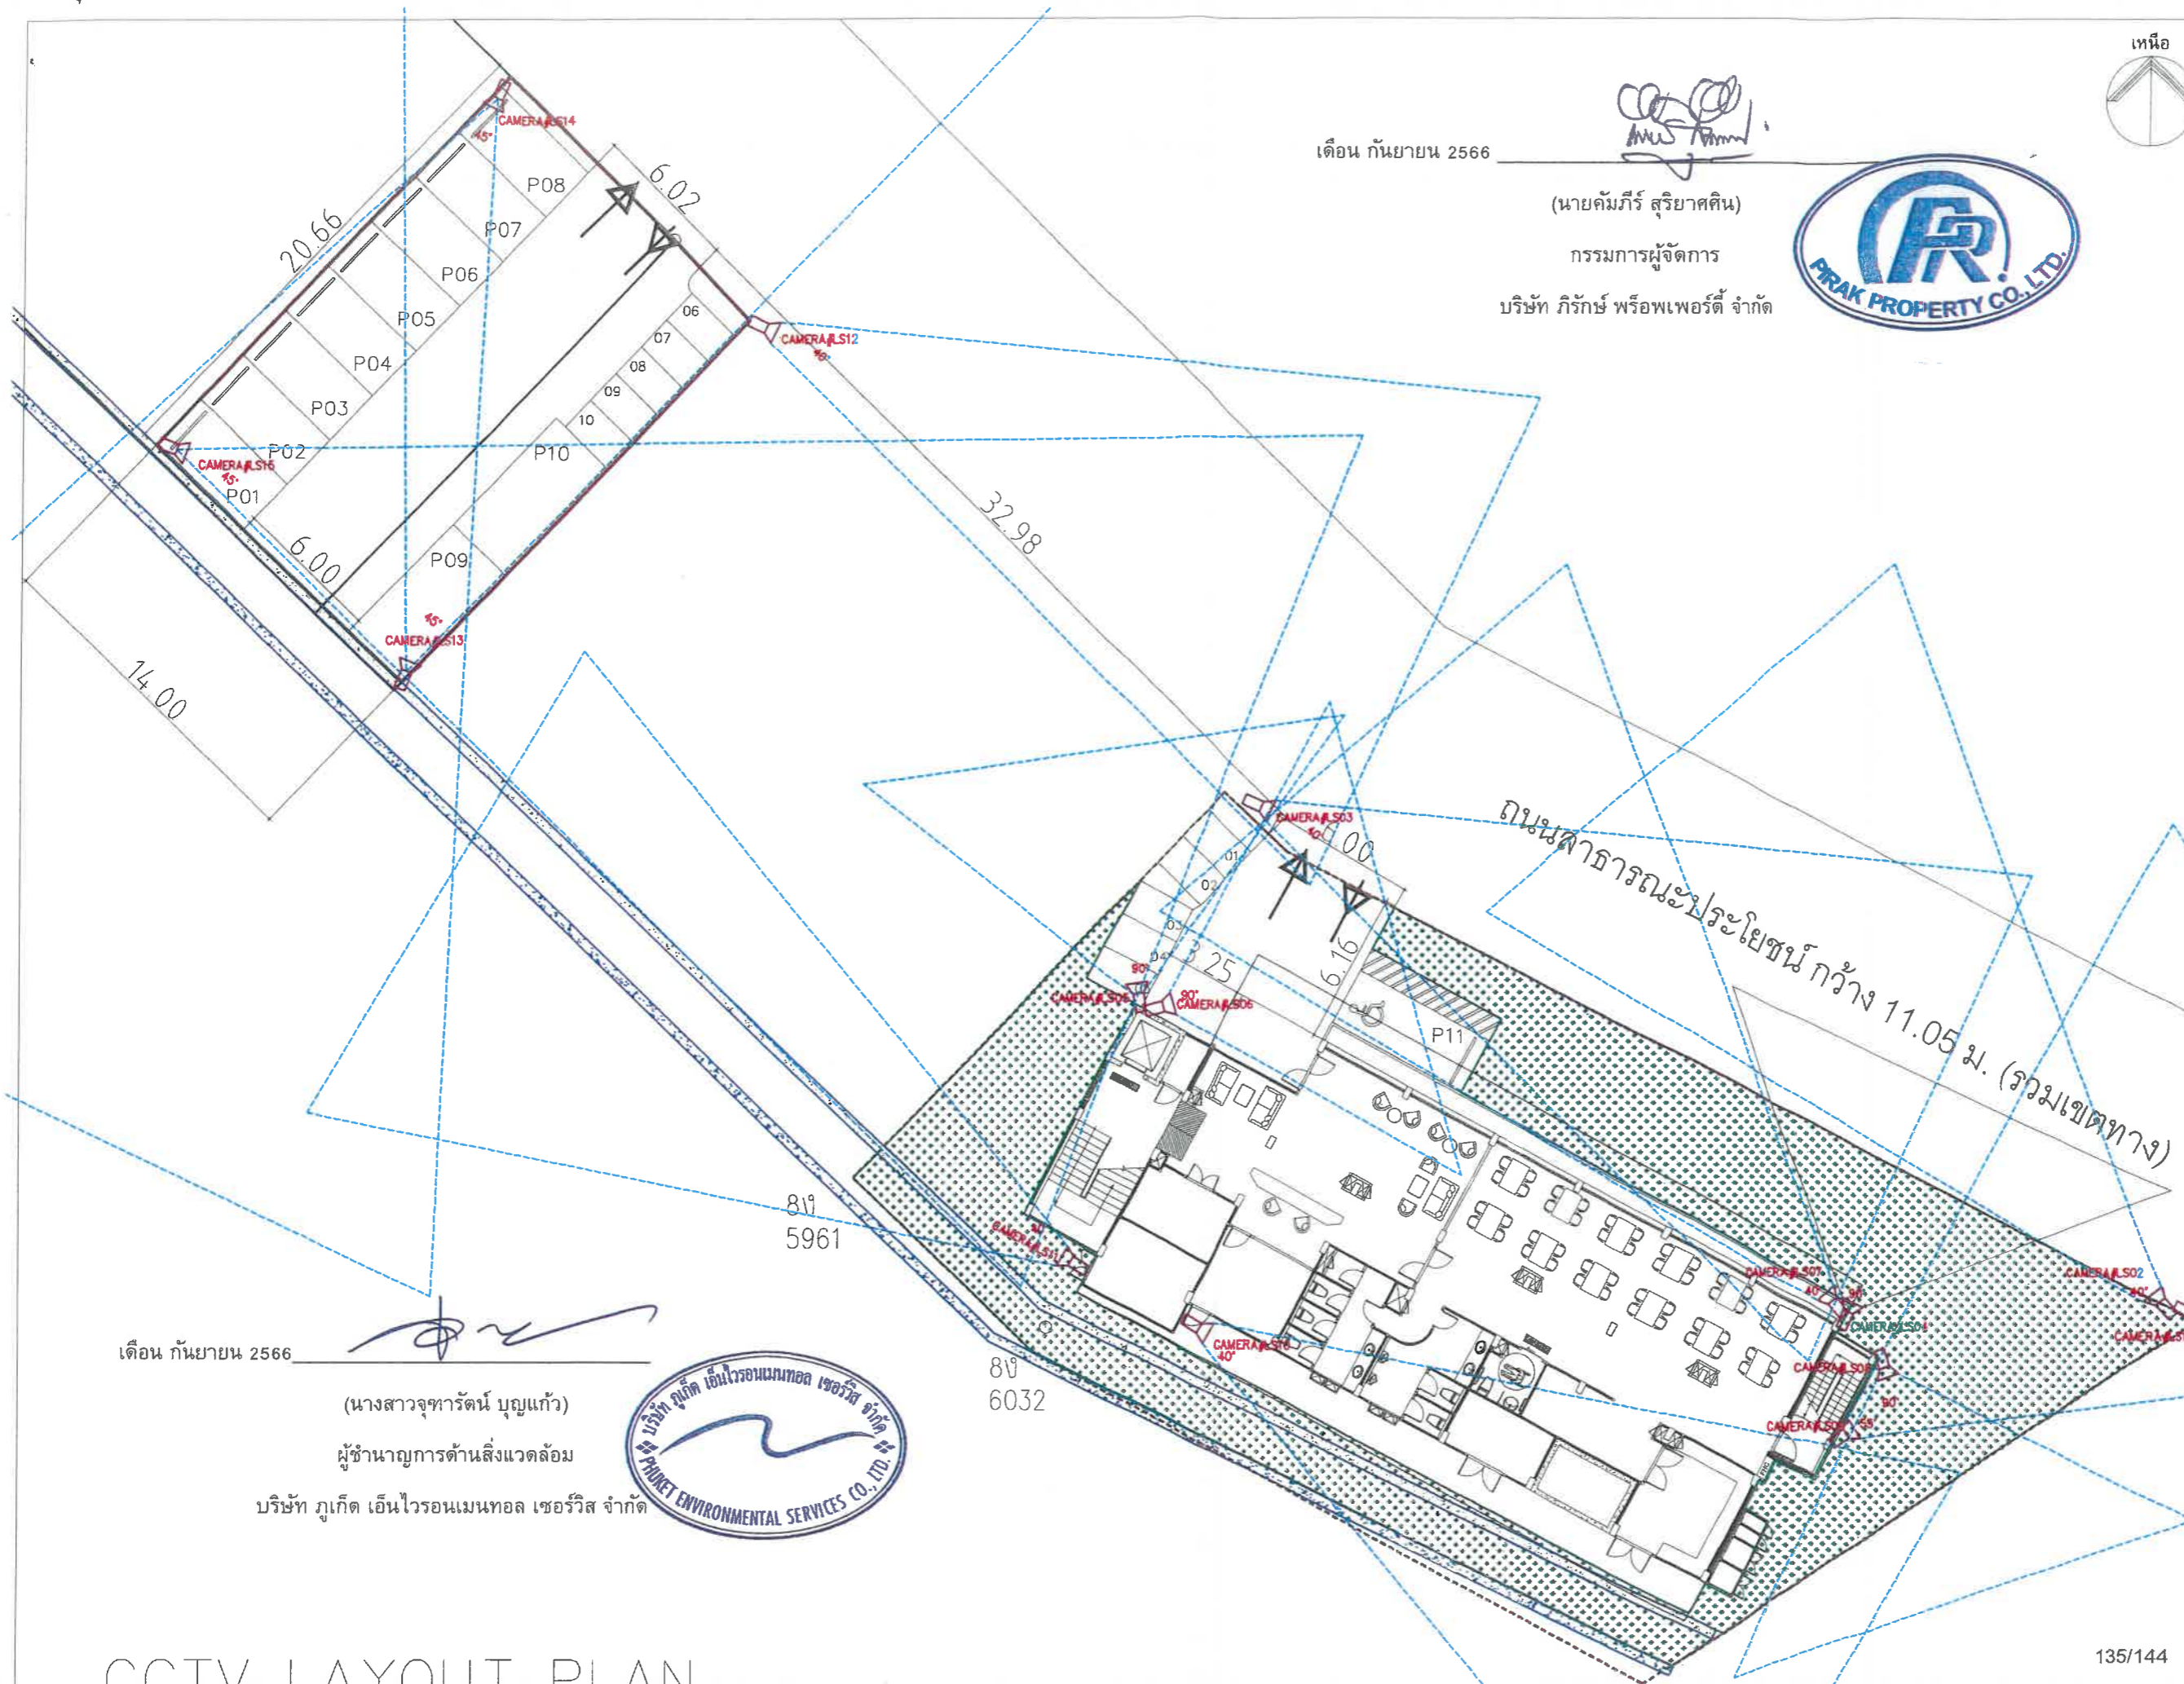 เหนือ
เดือน กันยายน 2566
(นายคัมภีร์ สุริยาศศิน)
กรรมการผู้จัดการ
บริษัท ภิรักษ์ พร็อพเพอร์ตี้ จำกัด
PIRAK PROPERTY CO.,LTD.
CAMERA#LS14
45°
P08
P07
P06
P05
P04
P03
P02
P01
20.66
6.02
06
07
08
09
10
P10
P09
CAMERA#LS12
40°
CAMERA#LS15
45°
6.00
45°
CAMERA#LS13
14.00
32.98
CAMERA#LS03
40°
01
02
03
04
3.25
6.16
90°
90°
P11
ถนนสาธารณะประโยชน์ กว้าง 11.05 ม. (รวมเขตทาง)
CAMERA#LS11
CAMERA#LS07
40°
90°
CAMERA#LS02
40°
CAMERA#LS04
CAMERA#LS08
90°
55°
40°
8ง
5961
8ง
6032
เดือน กันยายน 2566
(นางสาวจุฑารัตน์ บุญแก้ว)
ผู้ชำนาญการด้านสิ่งแวดล้อม
บริษัท ภูเก็ต เอ็นไวรอนเมนทอล เซอร์วิส จำกัด
บริษัท ภูเก็ต เอ็นไวรอนเมนทอล เซอร์วิส จำกัด
PHUKET ENVIRONMENTAL SERVICES CO., LTD.
CCTV LAYOUT PLAN
135/144